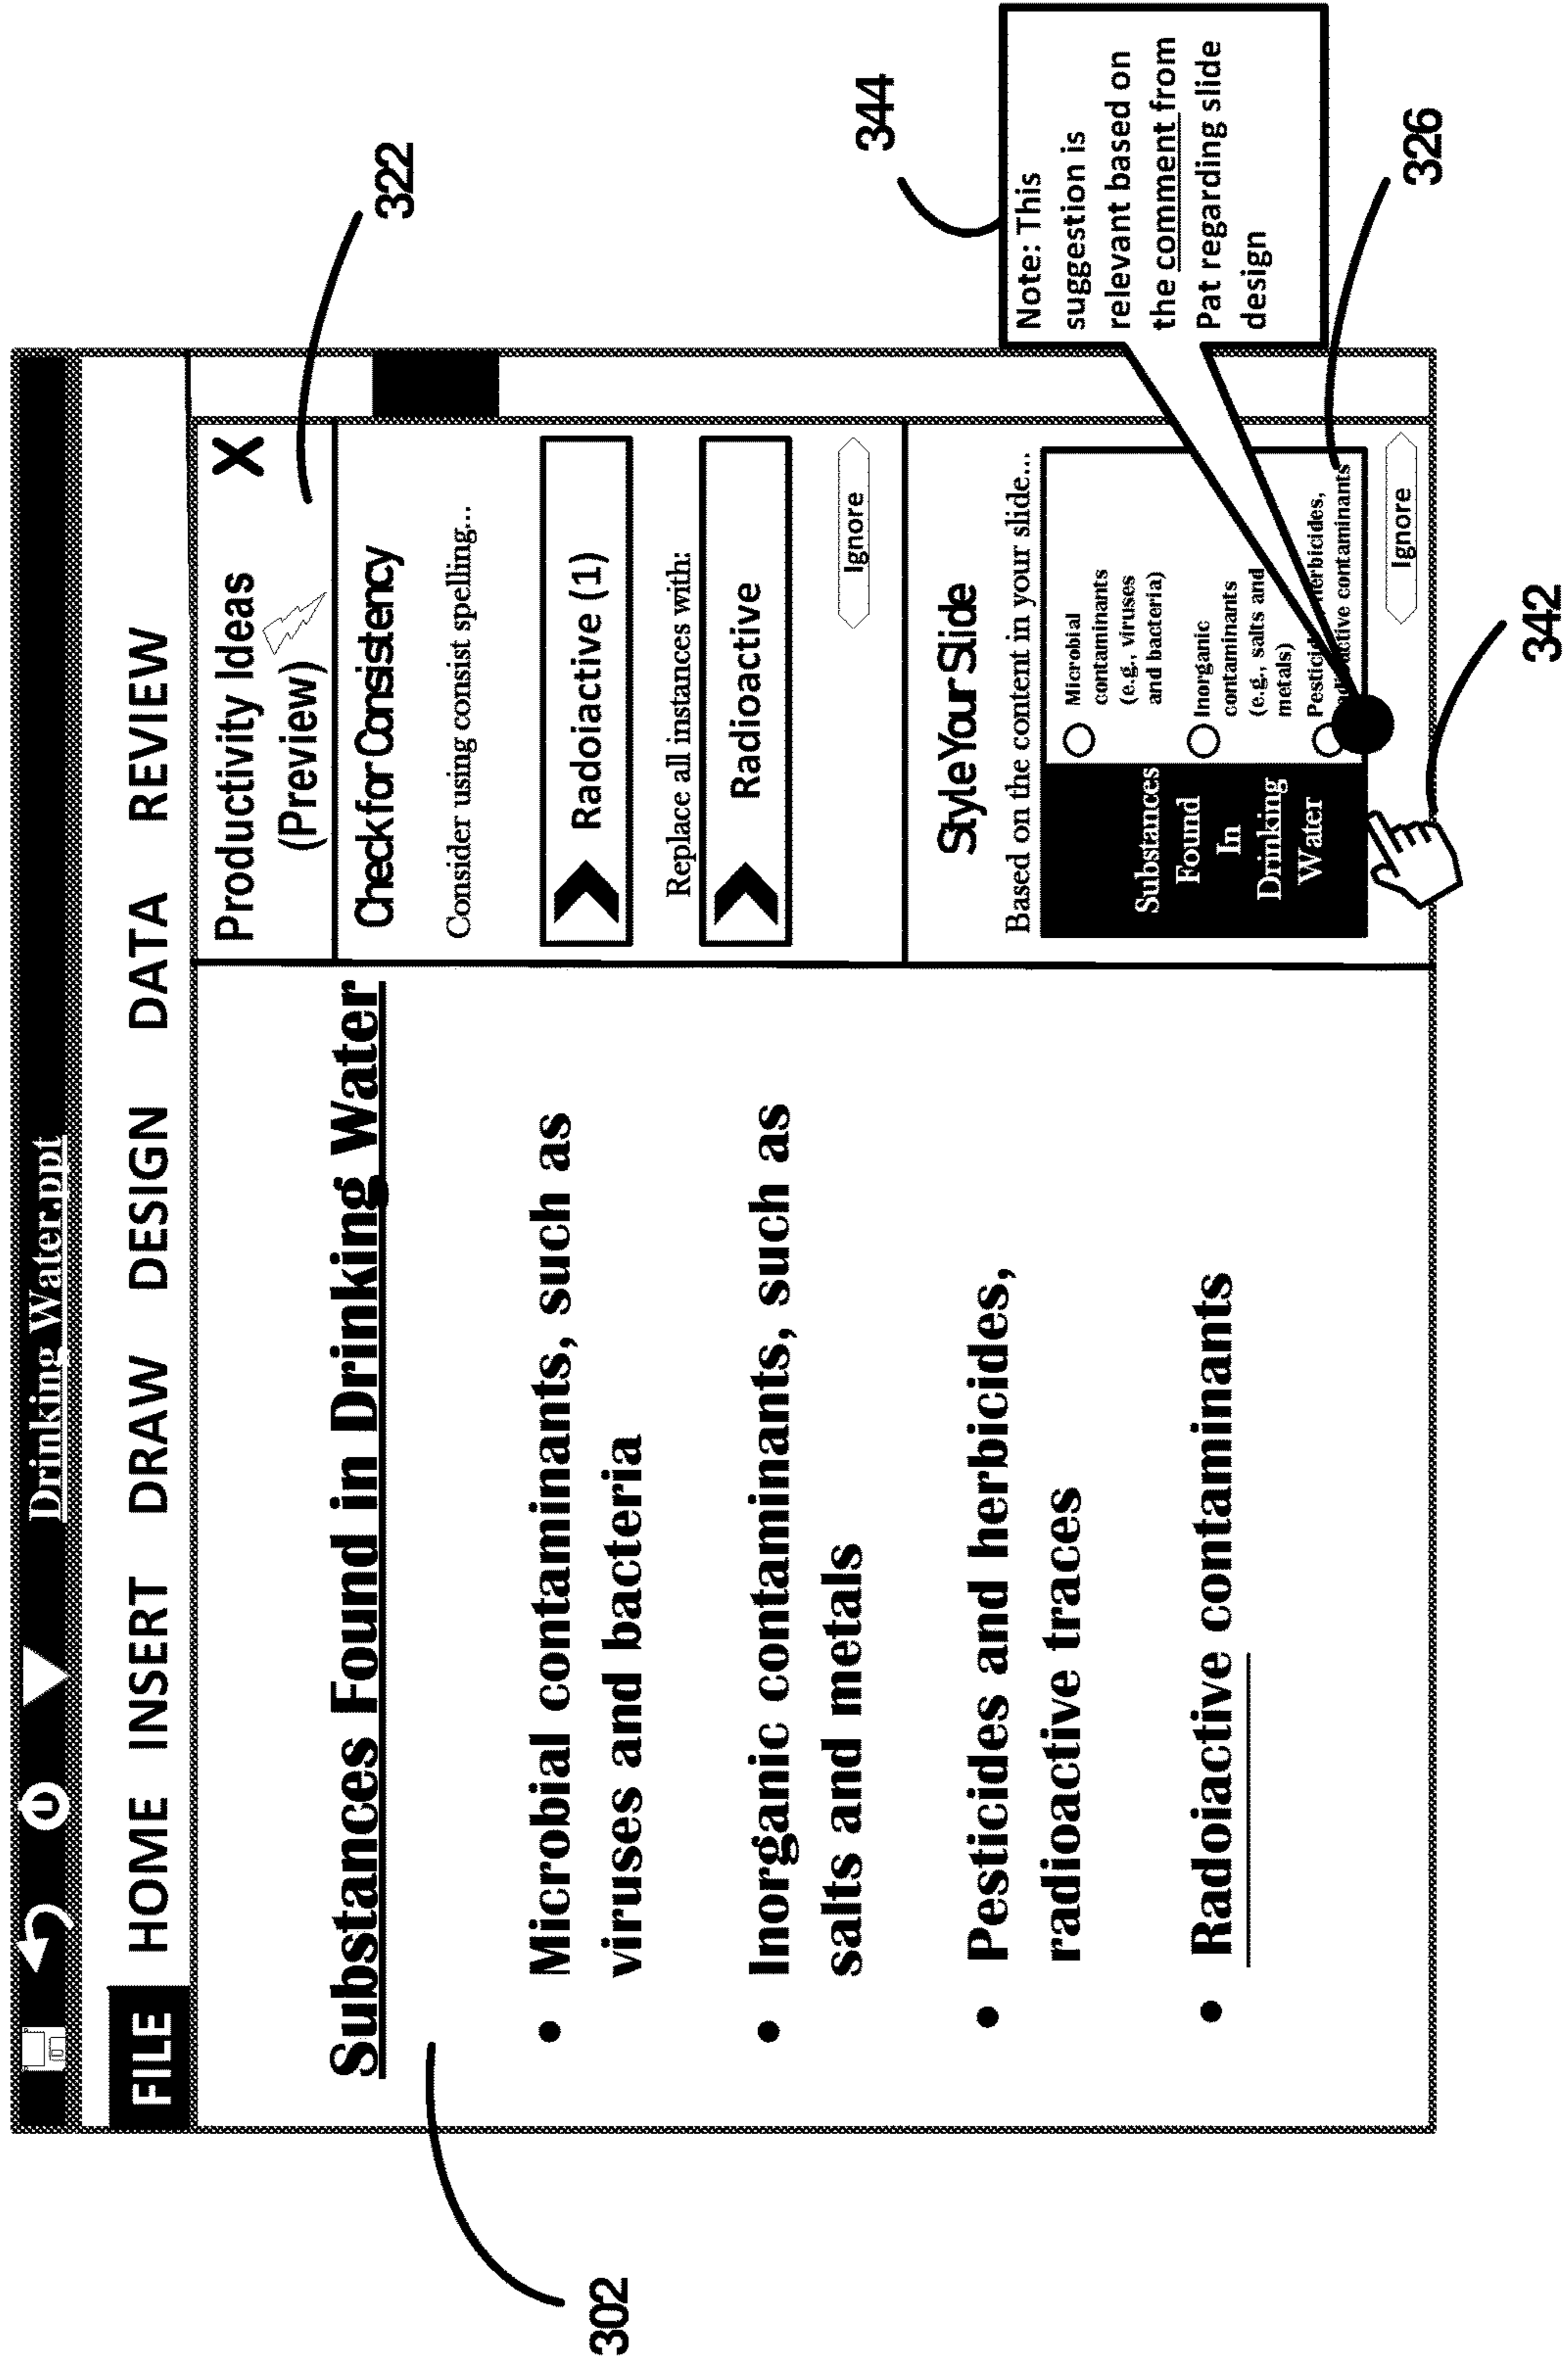 Drinking Water.ppt
FILE HOME INSERT DRAW DESIGN DATA REVIEW
Substances Found in Drinking Water
• Microbial contaminants, such as
viruses and bacteria
• Inorganic contaminants, such as
salts and metals
• Pesticides and herbicides,
radioactive traces
• Radoiactive contaminants
302
Productivity Ideas X
(Preview)
322
Check for Consistency
Consider using consist spelling...
Radoiactive (1)
Replace all instances with:
Radioactive
Ignore
Style Your Slide
Based on the content in your slide...
Substances
Found
In
Drinking
Water
Microbial
contaminants
(e.g., viruses
and bacteria)
Inorganic
contaminants
(e.g., salts and
metals)
contaminants
Ignore
342
344
Note: This
suggestion is
relevant based on
the comment from
Pat regarding slide
design
326